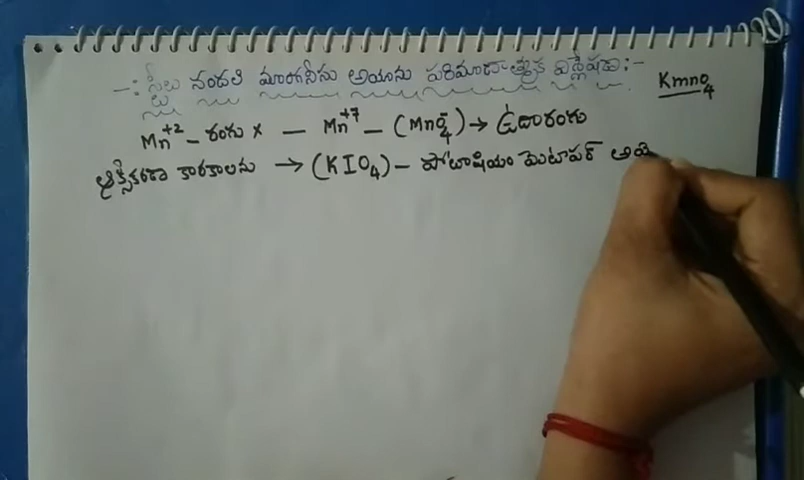 -: స్టీలు నందలి మాంగనీసు అయాను పరిమాణాత్మక విశ్లేషణ :-
KmnO4
Mn+2 - రంగు x - Mn+7 - (MnO4-) → ఊదారంగు
ఆక్సీకరణ కారకాలను → (KIO4) - పొటాషియం మెటాపర్ అయో